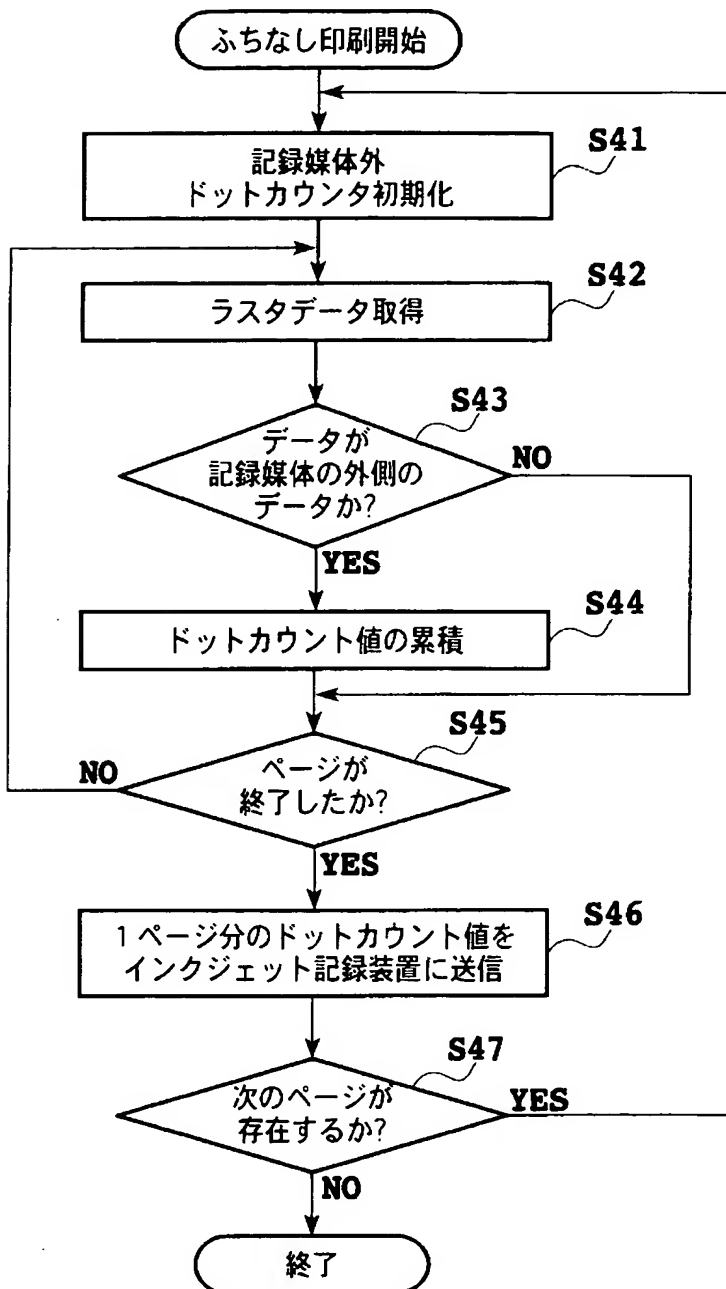 ふちなし印刷開始
S41
記録媒体外
ドットカウンタ初期化
S42
ラスタデータ取得
S43
データが
記録媒体の外側の
データか?
NO
YES
S44
ドットカウント値の累積
S45
ページが
終了したか?
NO
YES
S46
1ページ分のドットカウント値を
インクジェット記録装置に送信
S47
次のページが
存在するか?
YES
NO
終了